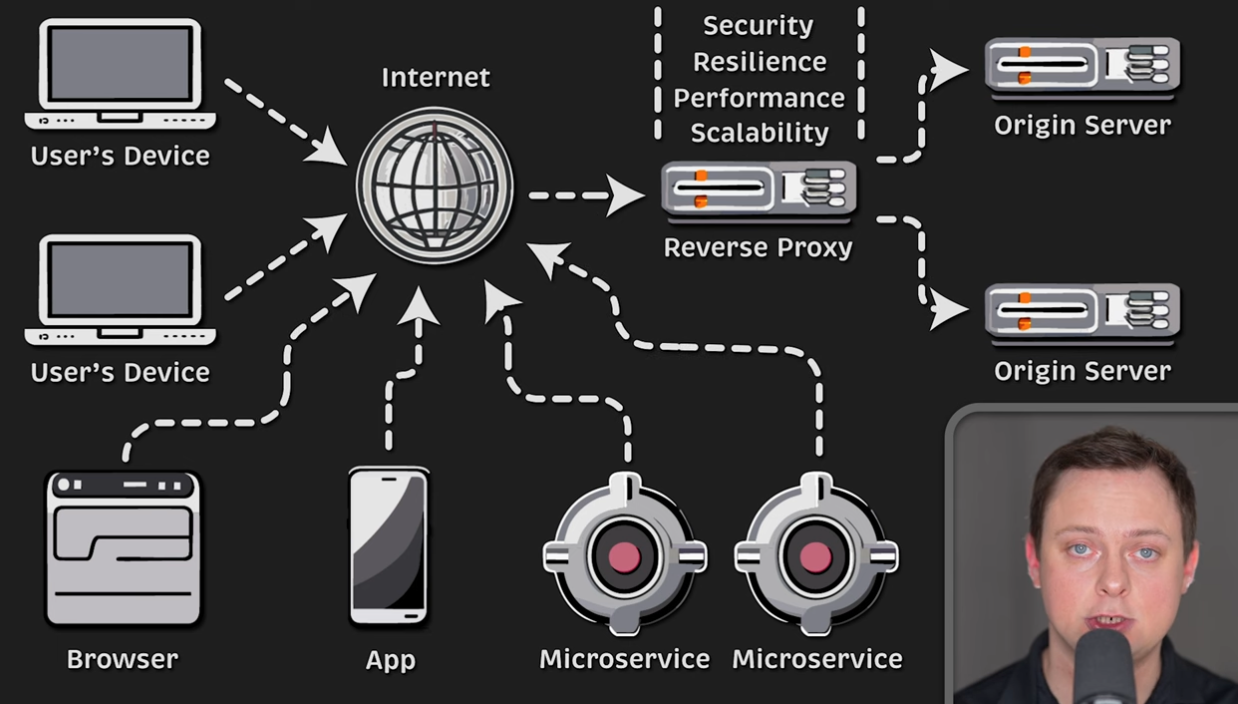 Security
Resilience
Performance
Scalability
Internet
User's Device
Origin Server
Reverse Proxy
User's Device
Origin Server
Browser
App
Microservice
Microservice